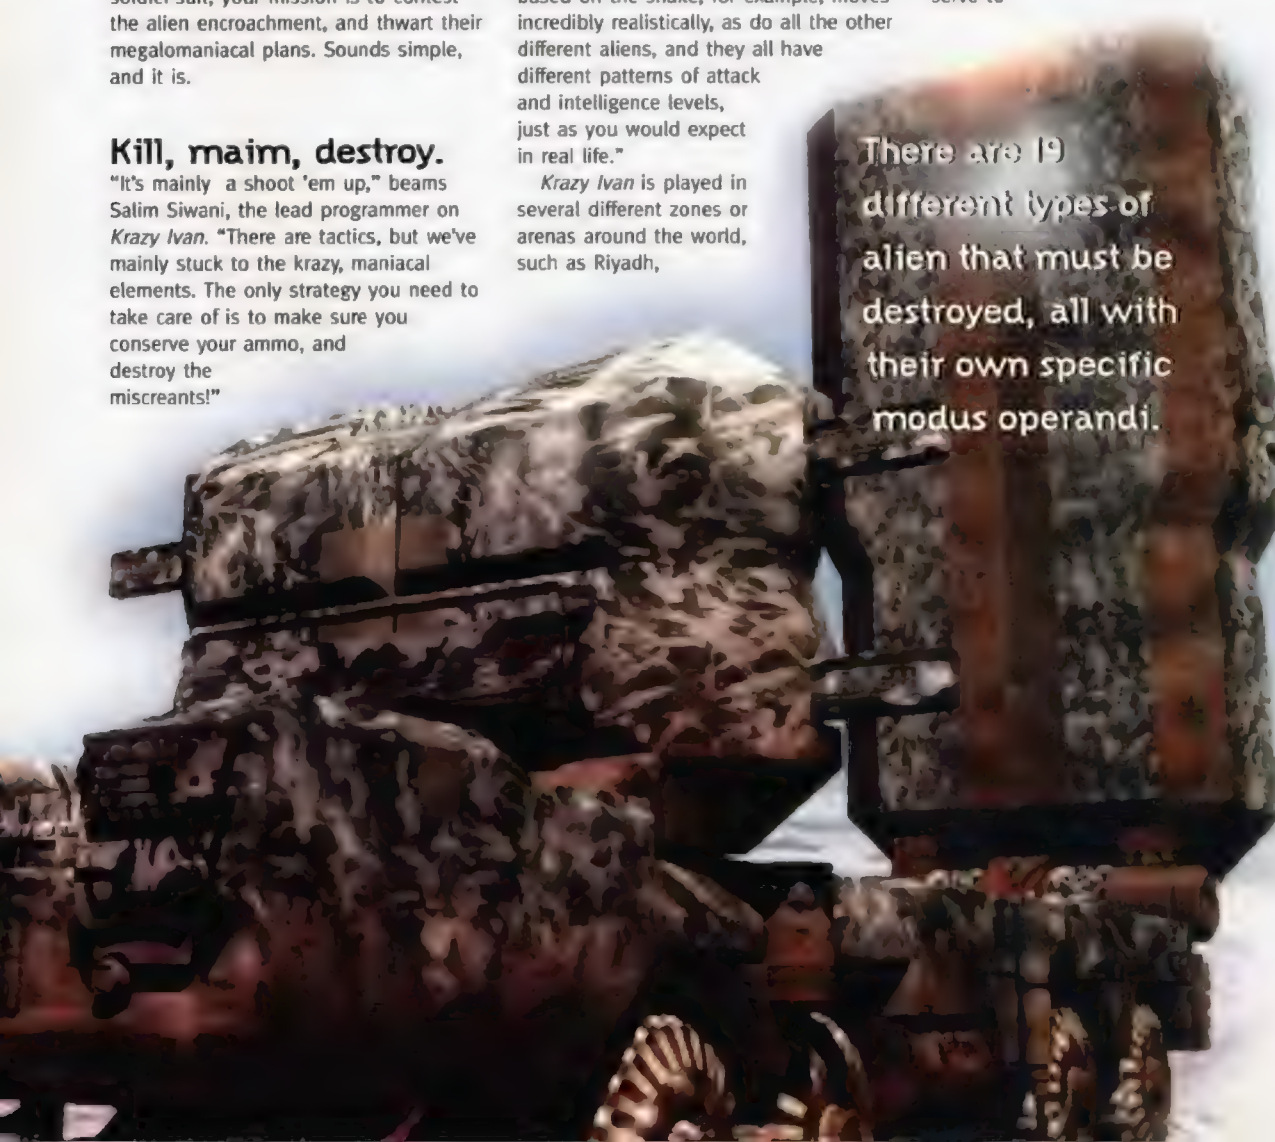 the alien encroachment, and thwart their
megalomaniacal plans. Sounds simple,
and it is.
Kill, maim, destroy.
"It's mainly a shoot 'em up," beams
Salim Siwani, the lead programmer on
Krazy Ivan. "There are tactics, but we've
mainly stuck to the krazy, maniacal
elements. The only strategy you need to
take care of is to make sure you
conserve your ammo, and
destroy the
miscreants!"
incredibly realistically, as do all the other
different aliens, and they all have
different patterns of attack
and intelligence levels,
just as you would expect
in real life."
Krazy Ivan is played in
several different zones or
arenas around the world,
such as Riyadh,
There are 19
different types of
alien that must be
destroyed, all with
their own specific
modus operandi.